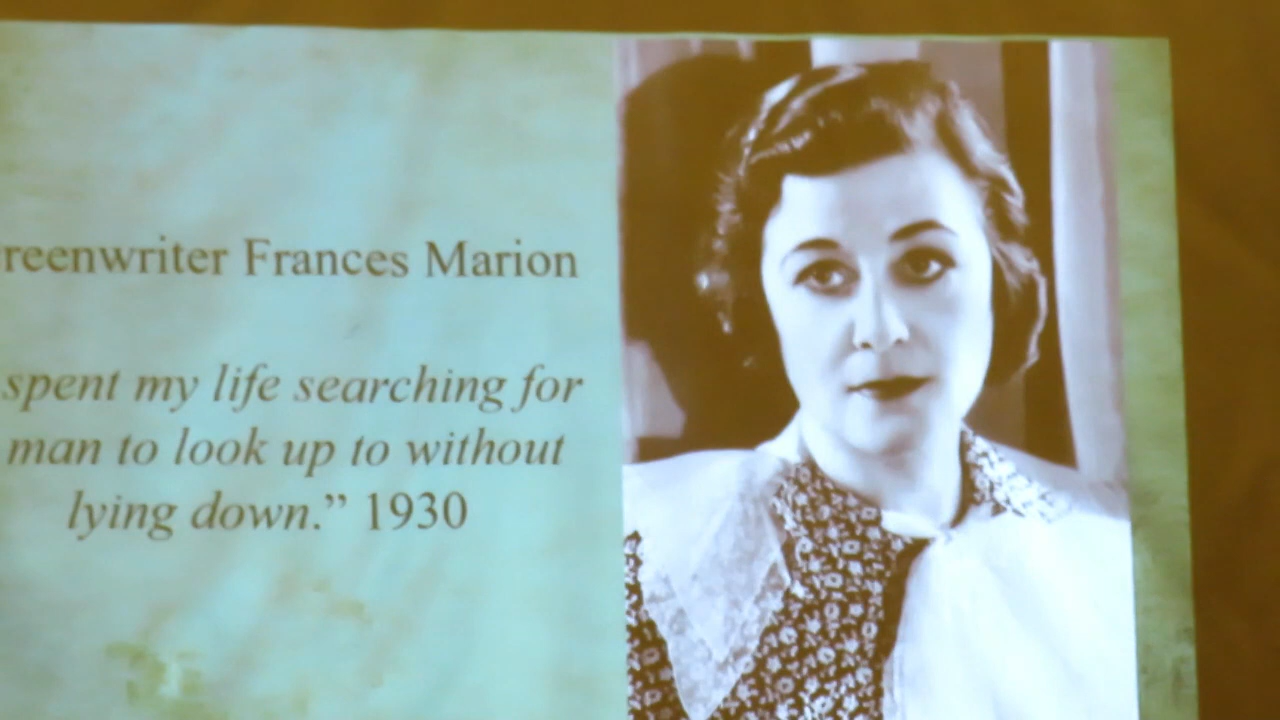 reenwriter Frances Marion
spent my life searching for
man to look up to without
lying down.” 1930